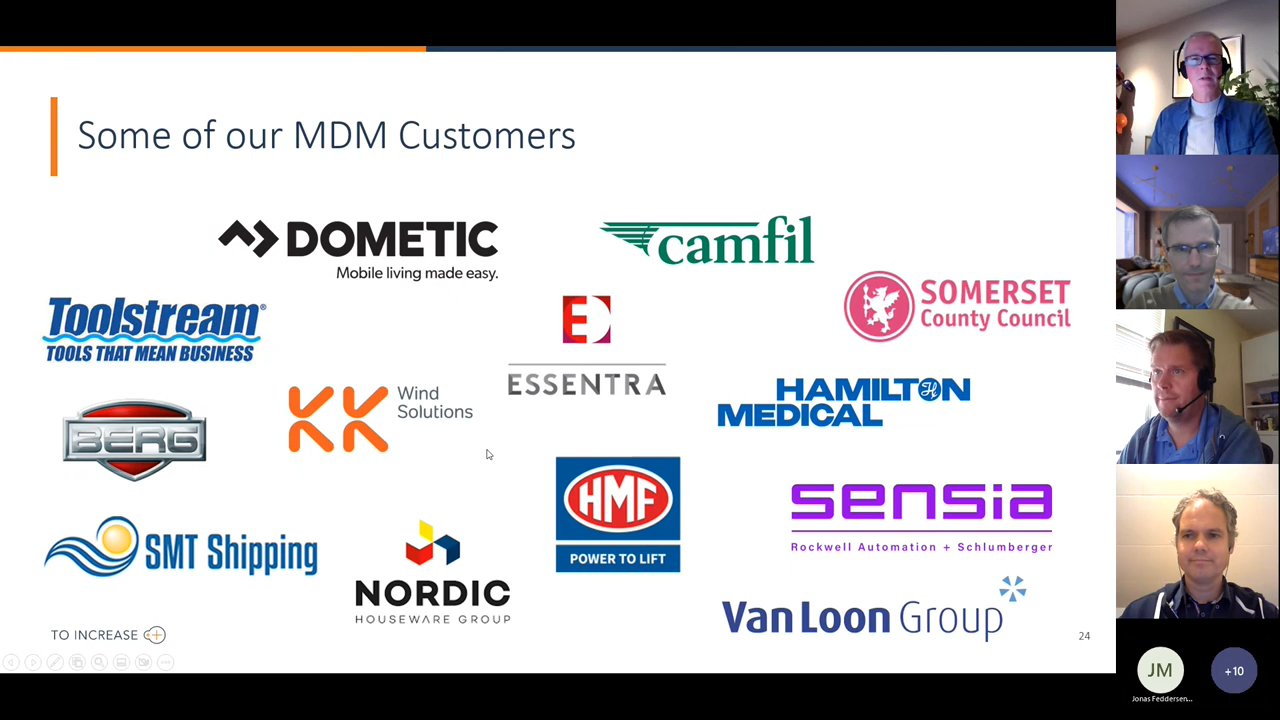 Some of our MDM Customers
DOMETIC
Mobile living made easy.
camfil
Toolstream®
TOOLS THAT MEAN BUSINESS
E
ESSENTRA
SOMERSET
County Council
BERG
KK Wind
Solutions
HAMILTON
MEDICAL
HMF
POWER TO LIFT
sensia
Rockwell Automation + Schlumberger
SMT Shipping
NORDIC
HOUSEWARE GROUP
Van Loon Group
TO INCREASE
24
JM
Jonas Feddersen...
+10